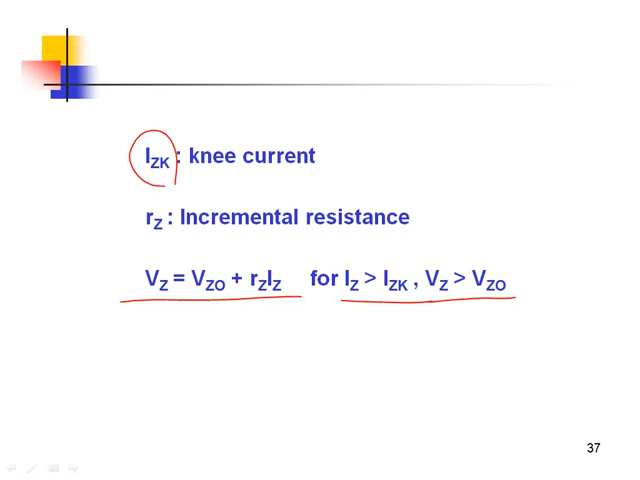 IZK : knee current
rZ : Incremental resistance
VZ = VZO + rZIZ for IZ > IZK , VZ > VZO
37